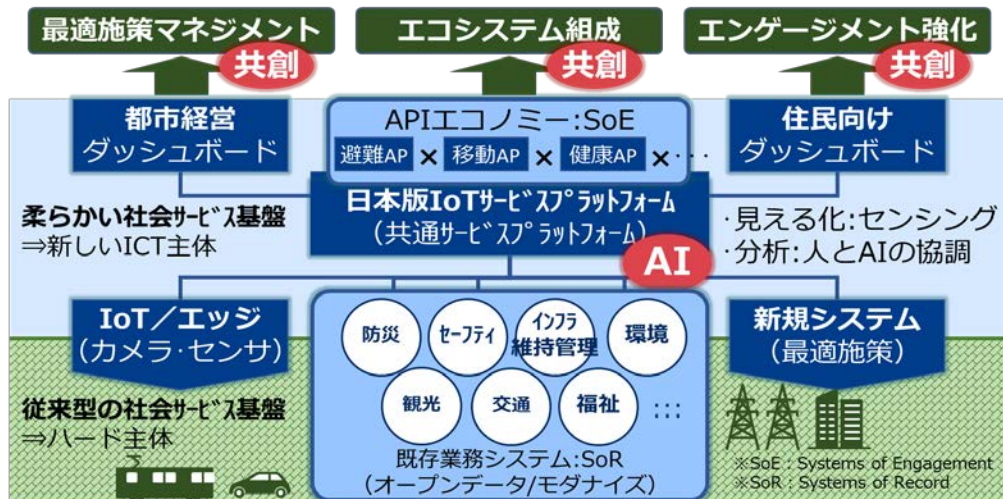 最適施策マネジメント
エコシステム組成
エンゲージメント強化
共創
共創
共創
都市経営
ダッシュボード
APIエコノミー:SoE
避難AP × 移動AP × 健康AP ×・・・
住民向け
ダッシュボード
日本版IoTサービスプラットフォーム
(共通サービスプラットフォーム)
柔らかい社会サービス基盤
⇒新しいICT主体
・見える化:センシング
・分析:人とAIの協調
AI
IoT/エッジ
(カメラ・センサ)
防災
セーフティ
インフラ
維持管理
環境
新規システム
(最適施策)
観光
交通
福祉
:::
従来型の社会サービス基盤
⇒ハード主体
既存業務システム:SoR
(オープンデータ/モダナイズ)
※SoE : Systems of Engagement
※SoR : Systems of Record